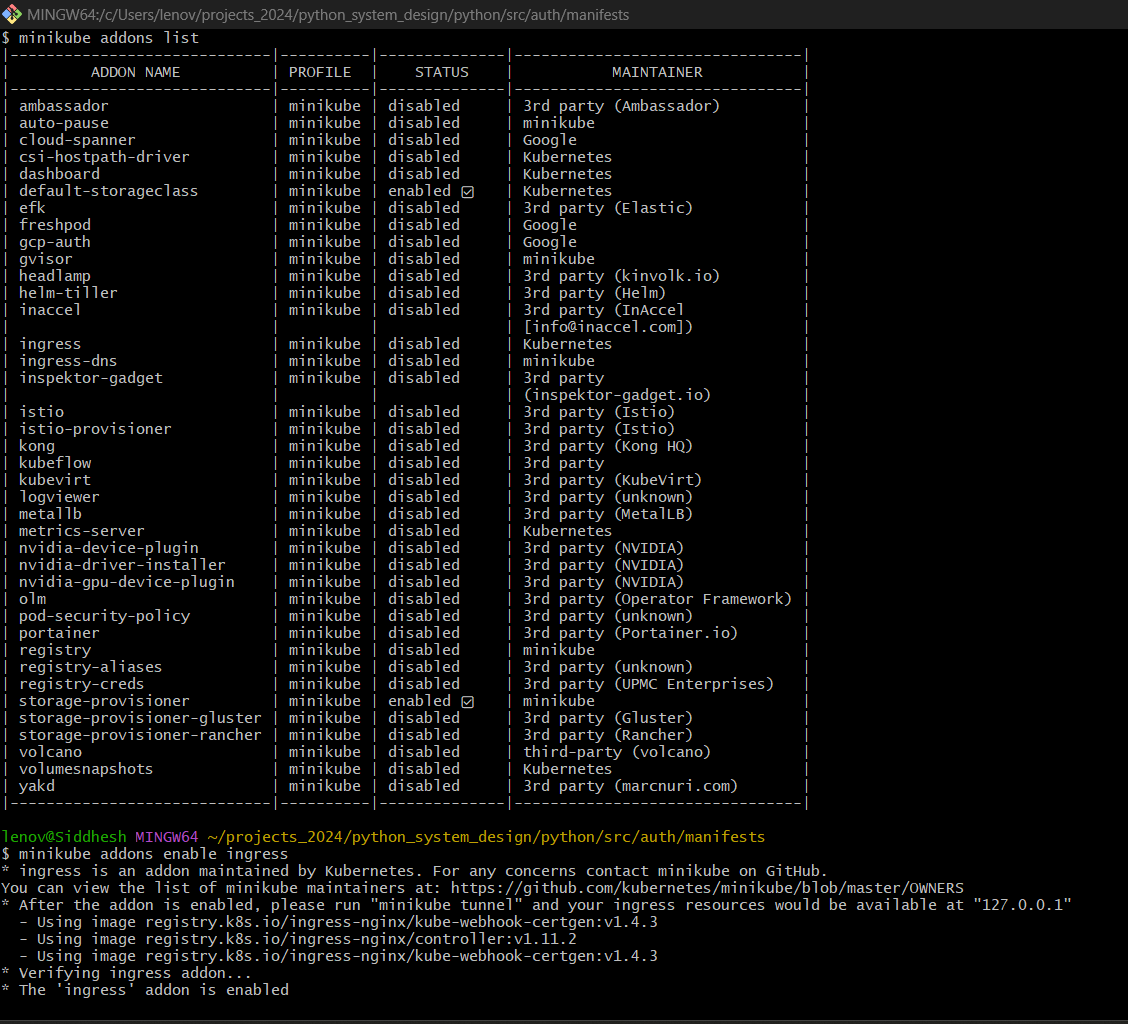 MINGW64:/c/Users/lenov/projects_2024/python_system_design/python/src/auth/manifests
$ minikube addons list
|-----------------------------|----------|--------------|--------------------------------|
|         ADDON NAME          | PROFILE  |    STATUS    |           MAINTAINER           |
|-----------------------------|----------|--------------|--------------------------------|
| ambassador                  | minikube | disabled     | 3rd party (Ambassador)         |
| auto-pause                  | minikube | disabled     | minikube                       |
| cloud-spanner               | minikube | disabled     | Google                         |
| csi-hostpath-driver         | minikube | disabled     | Kubernetes                     |
| dashboard                   | minikube | disabled     | Kubernetes                     |
| default-storageclass        | minikube | enabled ☑    | Kubernetes                     |
| efk                         | minikube | disabled     | 3rd party (Elastic)            |
| freshpod                    | minikube | disabled     | Google                         |
| gcp-auth                    | minikube | disabled     | Google                         |
| gvisor                      | minikube | disabled     | minikube                       |
| headlamp                    | minikube | disabled     | 3rd party (kinvolk.io)         |
| helm-tiller                 | minikube | disabled     | 3rd party (Helm)               |
| inaccel                     | minikube | disabled     | 3rd party (InAccel             |
|                             |          |              | [info@inaccel.com])            |
| ingress                     | minikube | disabled     | Kubernetes                     |
| ingress-dns                 | minikube | disabled     | minikube                       |
| inspektor-gadget            | minikube | disabled     | 3rd party                      |
|                             |          |              | (inspektor-gadget.io)          |
| istio                       | minikube | disabled     | 3rd party (Istio)              |
| istio-provisioner           | minikube | disabled     | 3rd party (Istio)              |
| kong                        | minikube | disabled     | 3rd party (Kong HQ)            |
| kubeflow                    | minikube | disabled     | 3rd party                      |
| kubevirt                    | minikube | disabled     | 3rd party (KubeVirt)           |
| logviewer                   | minikube | disabled     | 3rd party (unknown)            |
| metallb                     | minikube | disabled     | 3rd party (MetalLB)            |
| metrics-server              | minikube | disabled     | Kubernetes                     |
| nvidia-device-plugin        | minikube | disabled     | 3rd party (NVIDIA)             |
| nvidia-driver-installer     | minikube | disabled     | 3rd party (NVIDIA)             |
| nvidia-gpu-device-plugin    | minikube | disabled     | 3rd party (NVIDIA)             |
| olm                         | minikube | disabled     | 3rd party (Operator Framework) |
| pod-security-policy         | minikube | disabled     | 3rd party (unknown)            |
| portainer                   | minikube | disabled     | 3rd party (Portainer.io)       |
| registry                    | minikube | disabled     | minikube                       |
| registry-aliases            | minikube | disabled     | 3rd party (unknown)            |
| registry-creds              | minikube | disabled     | 3rd party (UPMC Enterprises)   |
| storage-provisioner         | minikube | enabled ☑    | minikube                       |
| storage-provisioner-gluster | minikube | disabled     | 3rd party (Gluster)            |
| storage-provisioner-rancher | minikube | disabled     | 3rd party (Rancher)            |
| volcano                     | minikube | disabled     | third-party (volcano)          |
| volumesnapshots             | minikube | disabled     | Kubernetes                     |
| yakd                        | minikube | disabled     | 3rd party (marcnuri.com)       |
|-----------------------------|----------|--------------|--------------------------------|
lenov@Siddhesh MINGW64 ~/projects_2024/python_system_design/python/src/auth/manifests
$ minikube addons enable ingress
* ingress is an addon maintained by Kubernetes. For any concerns contact minikube on GitHub.
You can view the list of minikube maintainers at: https://github.com/kubernetes/minikube/blob/master/OWNERS
* After the addon is enabled, please run "minikube tunnel" and your ingress resources would be available at "127.0.0.1"
  - Using image registry.k8s.io/ingress-nginx/kube-webhook-certgen:v1.4.3
  - Using image registry.k8s.io/ingress-nginx/controller:v1.11.2
  - Using image registry.k8s.io/ingress-nginx/kube-webhook-certgen:v1.4.3
* Verifying ingress addon...
* The 'ingress' addon is enabled